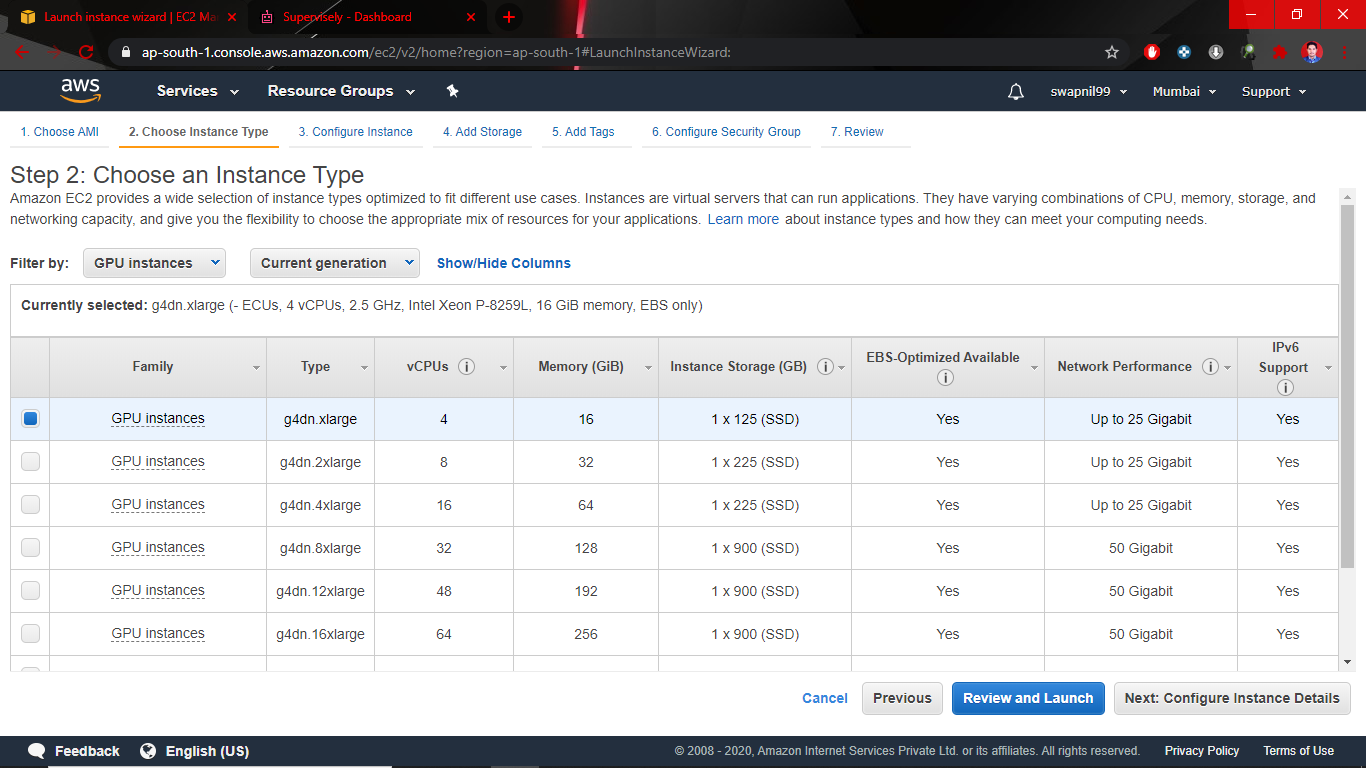 Launch instance wizard | EC2 Ma
Supervisely - Dashboard
ap-south-1.console.aws.amazon.com/ec2/v2/home?region=ap-south-1#LaunchInstanceWizard:
aws Services Resource Groups swapnil99 Mumbai Support
1. Choose AMI 2. Choose Instance Type 3. Configure Instance 4. Add Storage 5. Add Tags 6. Configure Security Group 7. Review
Step 2: Choose an Instance Type
Amazon EC2 provides a wide selection of instance types optimized to fit different use cases. Instances are virtual servers that can run applications. They have varying combinations of CPU, memory, storage, and
networking capacity, and give you the flexibility to choose the appropriate mix of resources for your applications. Learn more about instance types and how they can meet your computing needs.
Filter by: GPU instances Current generation Show/Hide Columns
Currently selected: g4dn.xlarge (- ECUs, 4 vCPUs, 2.5 GHz, Intel Xeon P-8259L, 16 GiB memory, EBS only)
Family Type vCPUs Memory (GiB) Instance Storage (GB) EBS-Optimized Available Network Performance IPv6 Support
GPU instances g4dn.xlarge 4 16 1 x 125 (SSD) Yes Up to 25 Gigabit Yes
GPU instances g4dn.2xlarge 8 32 1 x 225 (SSD) Yes Up to 25 Gigabit Yes
GPU instances g4dn.4xlarge 16 64 1 x 225 (SSD) Yes Up to 25 Gigabit Yes
GPU instances g4dn.8xlarge 32 128 1 x 900 (SSD) Yes 50 Gigabit Yes
GPU instances g4dn.12xlarge 48 192 1 x 900 (SSD) Yes 50 Gigabit Yes
GPU instances g4dn.16xlarge 64 256 1 x 900 (SSD) Yes 50 Gigabit Yes
Cancel Previous Review and Launch Next: Configure Instance Details
Feedback English (US) © 2008 - 2020, Amazon Internet Services Private Ltd. or its affiliates. All rights reserved. Privacy Policy Terms of Use